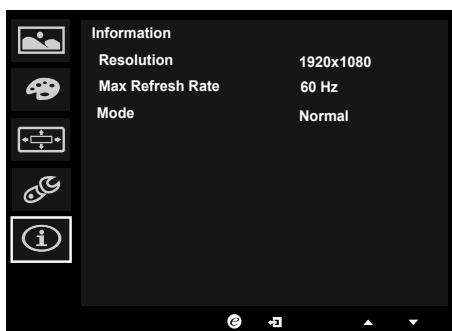 Information
Resolution 1920x1080
Max Refresh Rate 60 Hz
Mode Normal